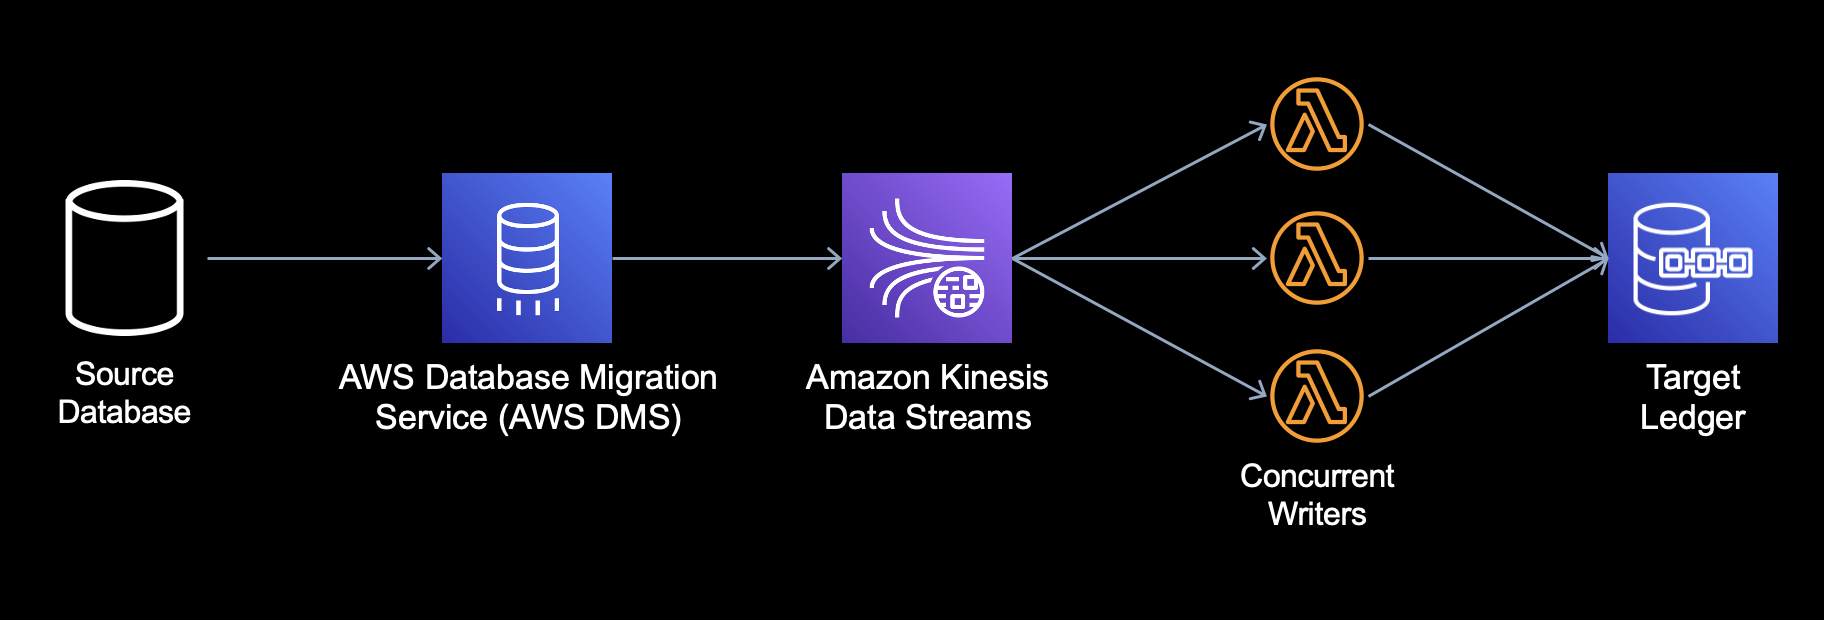 Source
Database
AWS Database Migration
Service (AWS DMS)
Amazon Kinesis
Data Streams
Concurrent
Writers
Target
Ledger